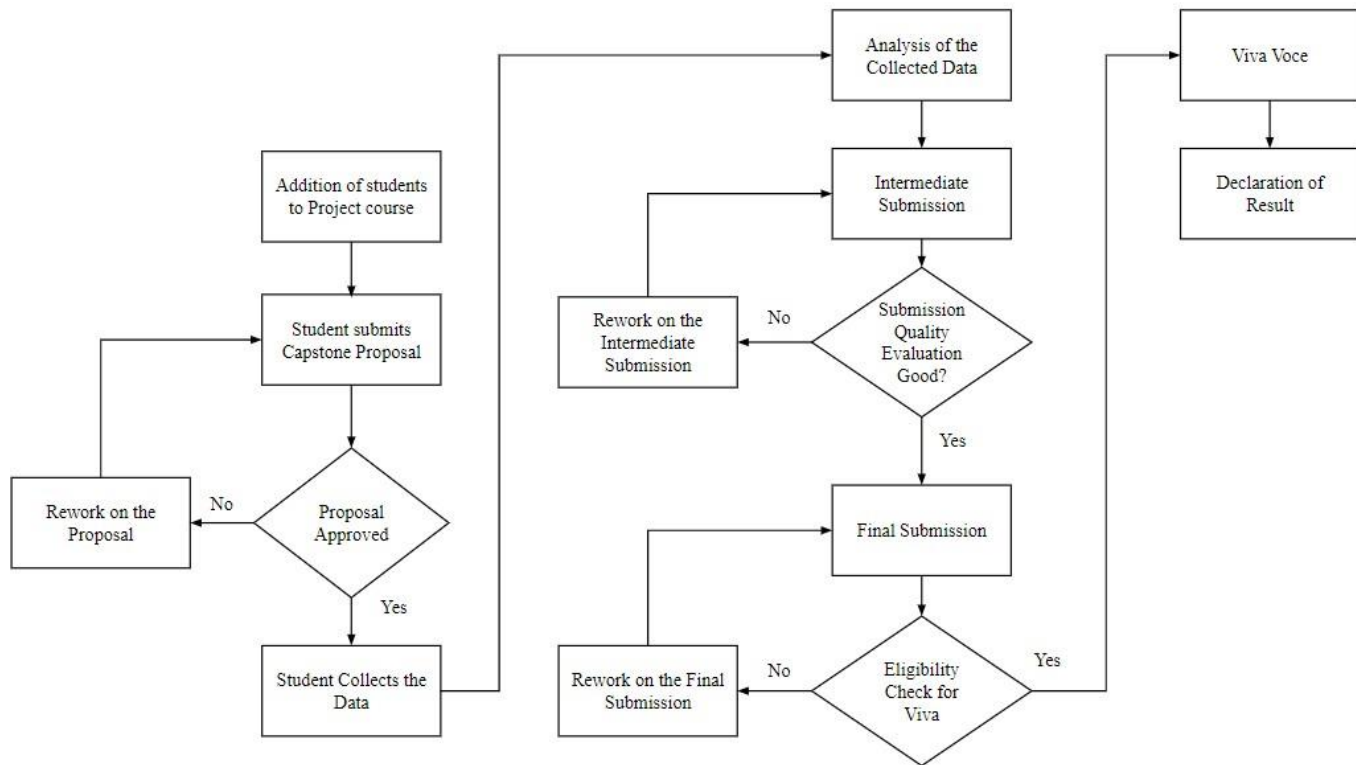 Addition of students
to Project course
Student submits
Capstone Proposal
Rework on the
Proposal
No
Proposal
Approved
Yes
Student Collects the
Data
Analysis of the
Collected Data
Intermediate
Submission
Rework on the
Intermediate
Submission
No
Submission
Quality
Evaluation
Good?
Yes
Final Submission
Rework on the Final
Submission
No
Eligibility
Check for
Viva
Yes
Viva Voce
Declaration of
Result